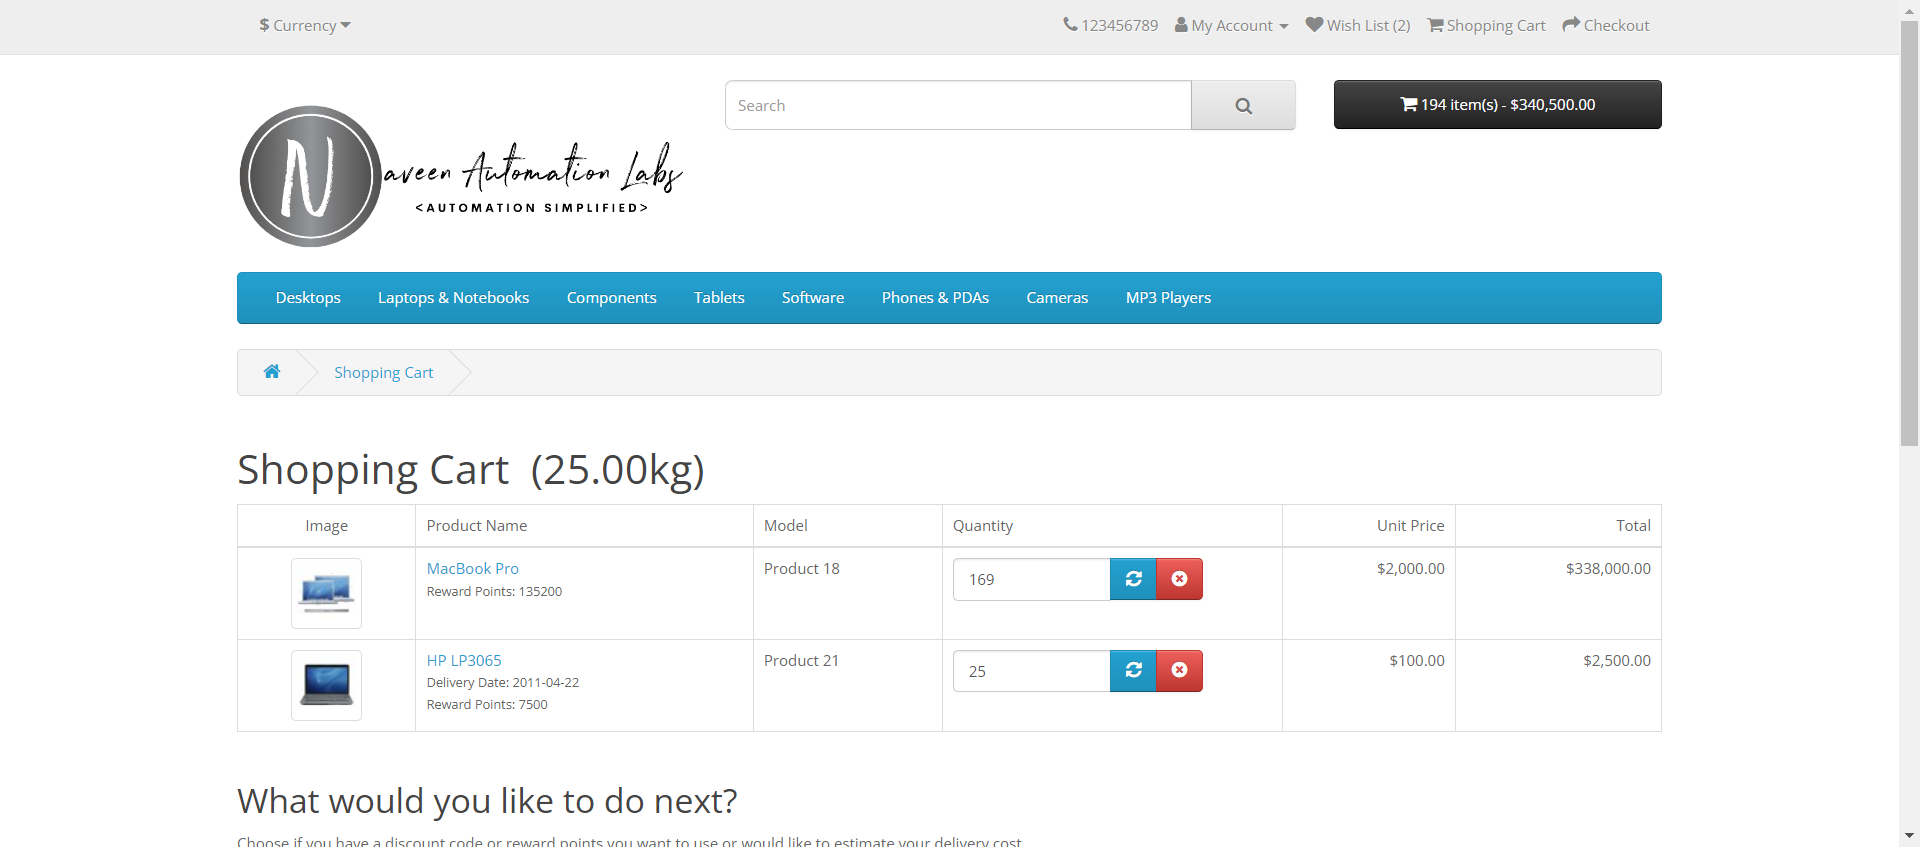 $ Currency
123456789 My Account Wish List (2) Shopping Cart Checkout
Search
194 item(s) - $340,500.00
Naveen Automation Labs
<AUTOMATION SIMPLIFIED>
Desktops Laptops & Notebooks Components Tablets Software Phones & PDAs Cameras MP3 Players
Shopping Cart
Shopping Cart (25.00kg)
Image Product Name Model Quantity Unit Price Total
MacBook Pro Product 18 169 $2,000.00 $338,000.00
Reward Points: 135200
HP LP3065 Product 21 25 $100.00 $2,500.00
Delivery Date: 2011-04-22
Reward Points: 7500
What would you like to do next?
Choose if you have a discount code or reward points you want to use or would like to estimate your delivery cost